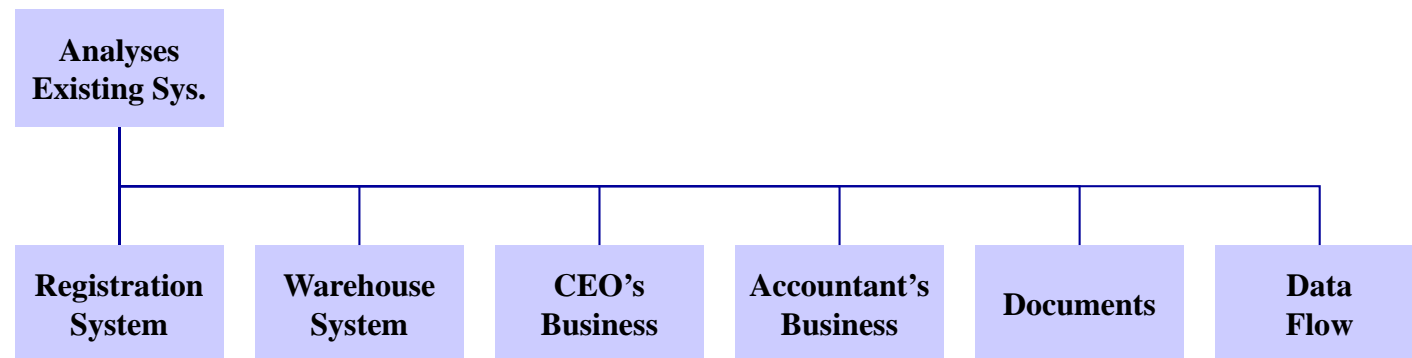 Analyses
Existing Sys.
Registration
System
Warehouse
System
CEO’s
Business
Accountant’s
Business
Documents
Data
Flow